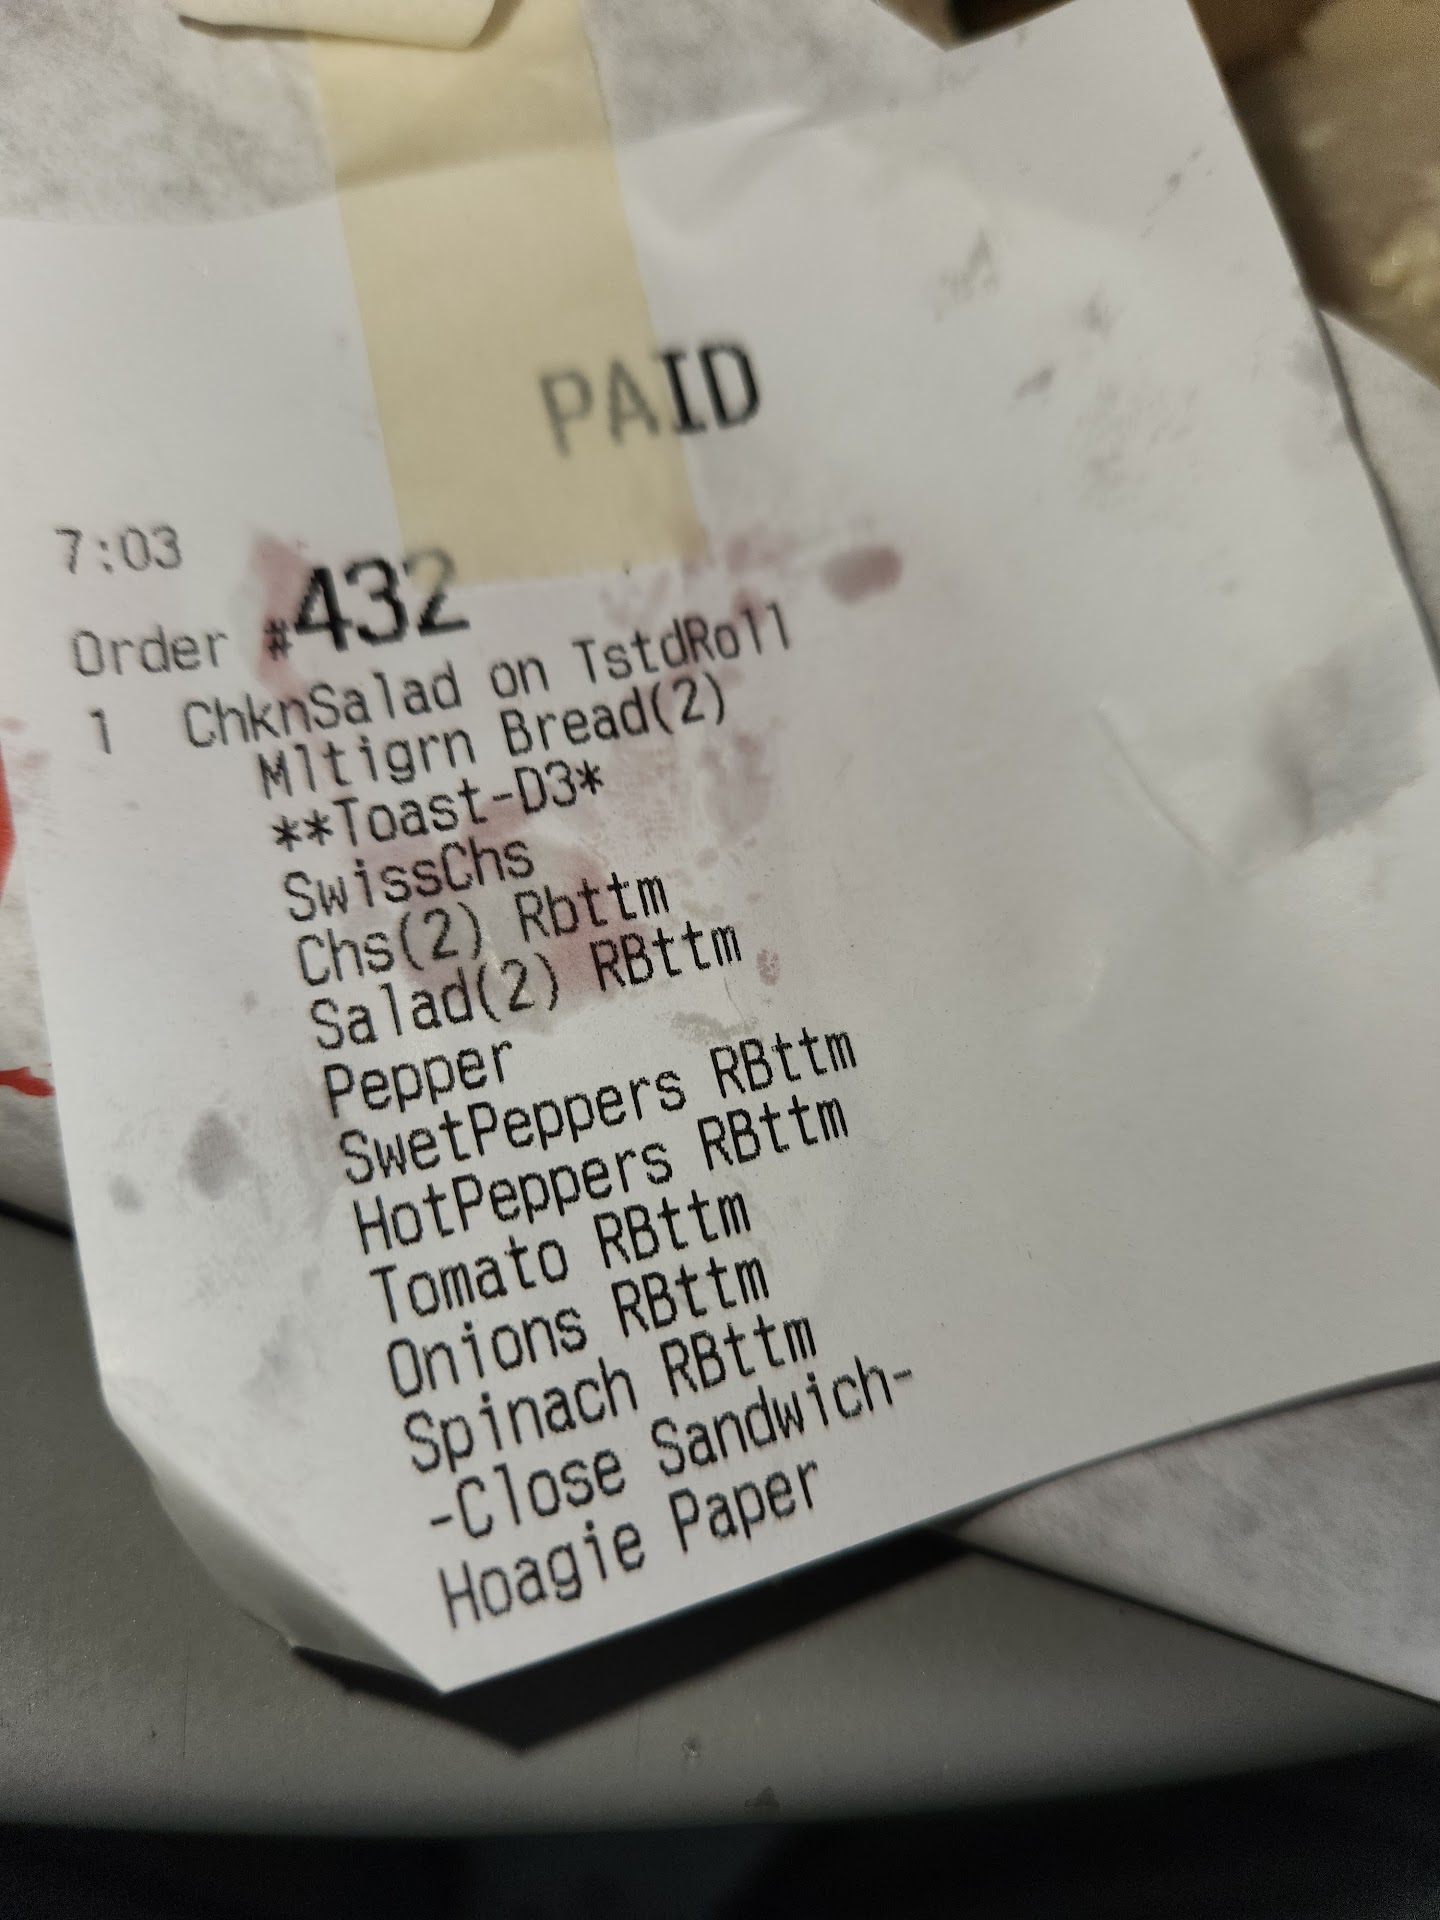 PAID
7:03
Order #432
1 ChknSalad on TstdRoll
Mltigrn Bread(2)
**Toast-D3*
SwissChs
Chs(2) Rbttm
Salad(2) RBttm
Pepper
SwetPeppers RBttm
HotPeppers RBttm
Tomato RBttm
Onions RBttm
Spinach RBttm
-Close Sandwich-
Hoagie Paper